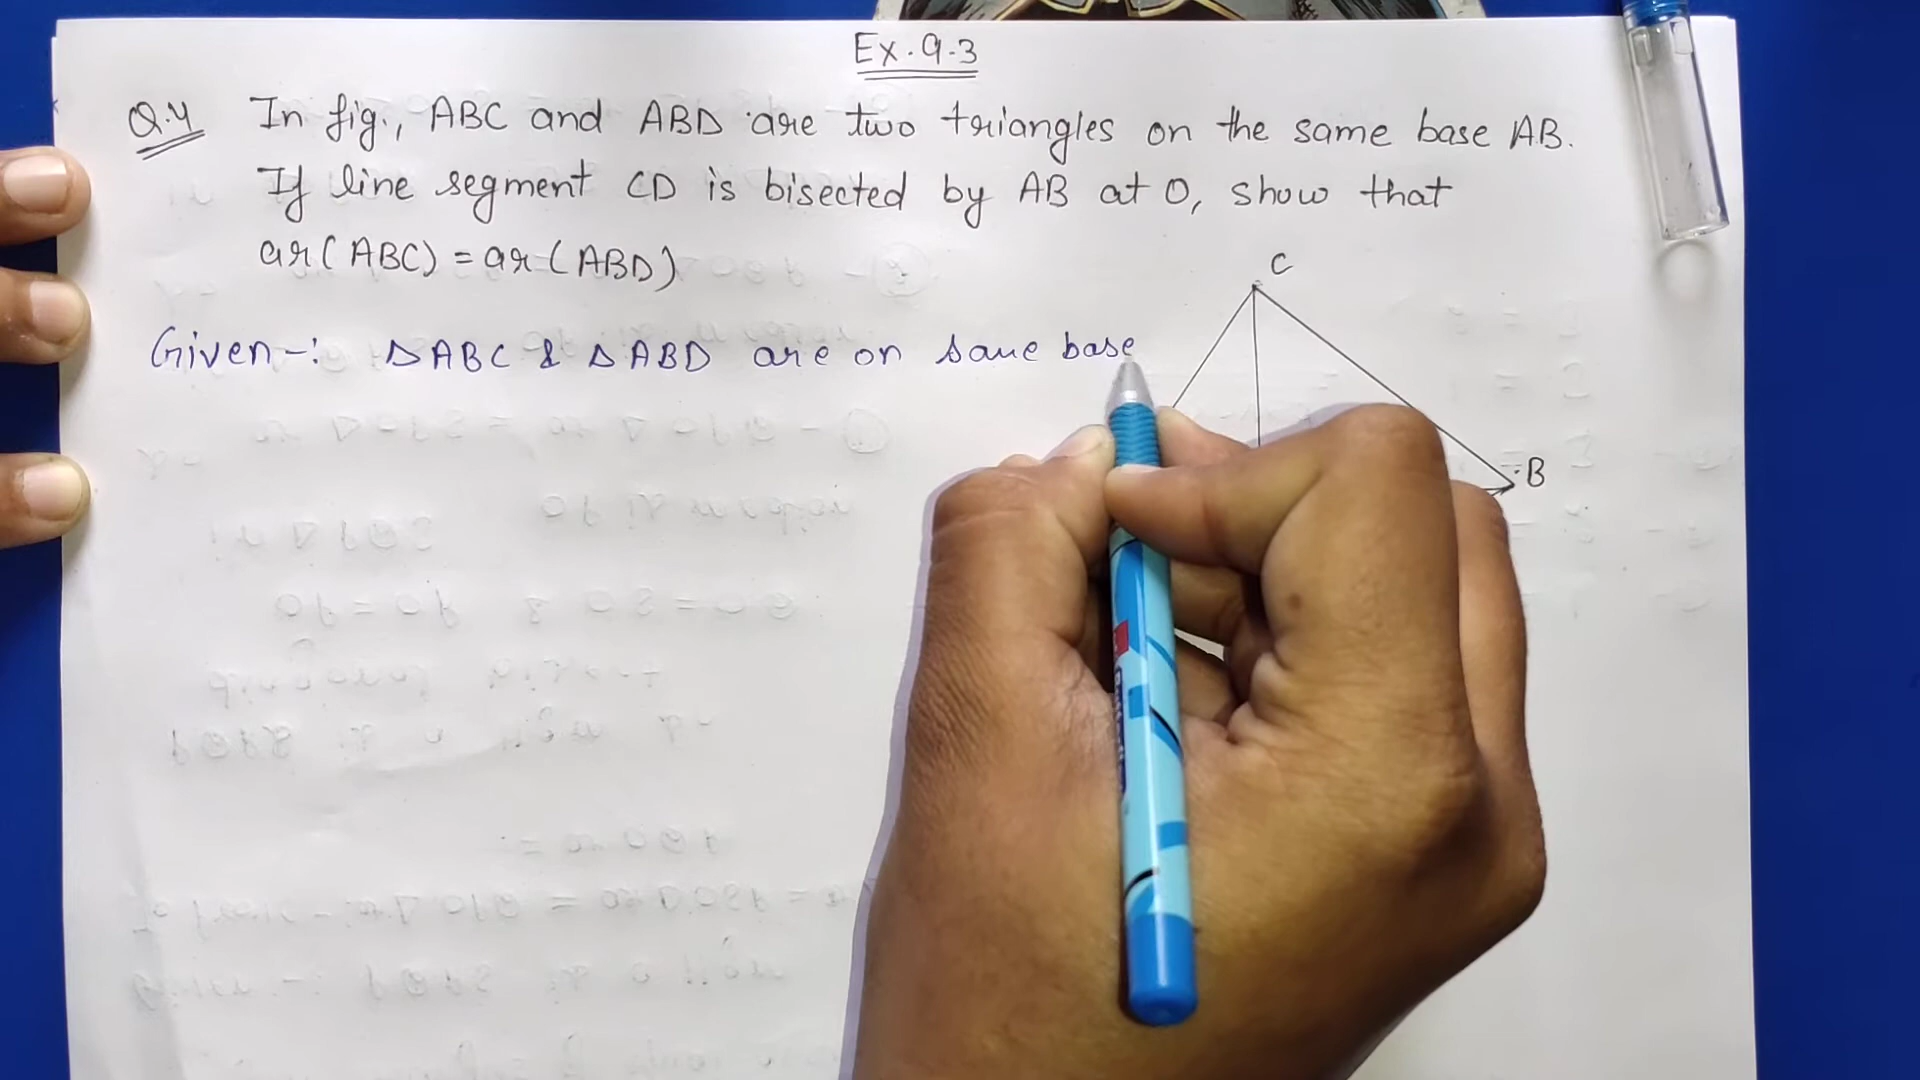 Ex. 9.3
Q.4 In fig., ABC and ABD are two triangles on the same base AB.
If line segment CD is bisected by AB at O, show that
ar(ABC) = ar(ABD)
C
Given-: ΔABC & ΔABD are on same base
B